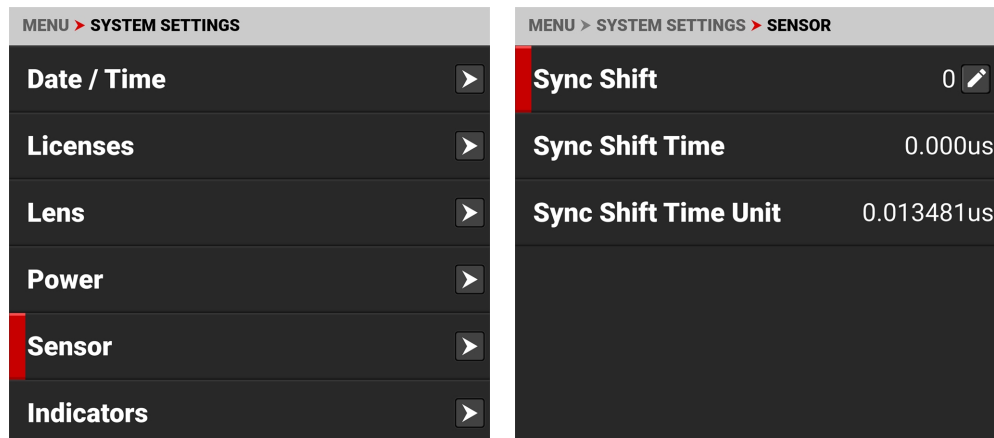 MENU ➤ SYSTEM SETTINGS
Date / Time
Licenses
Lens
Power
Sensor
Indicators
MENU ➤ SYSTEM SETTINGS ➤ SENSOR
Sync Shift 0
Sync Shift Time 0.000us
Sync Shift Time Unit 0.013481us